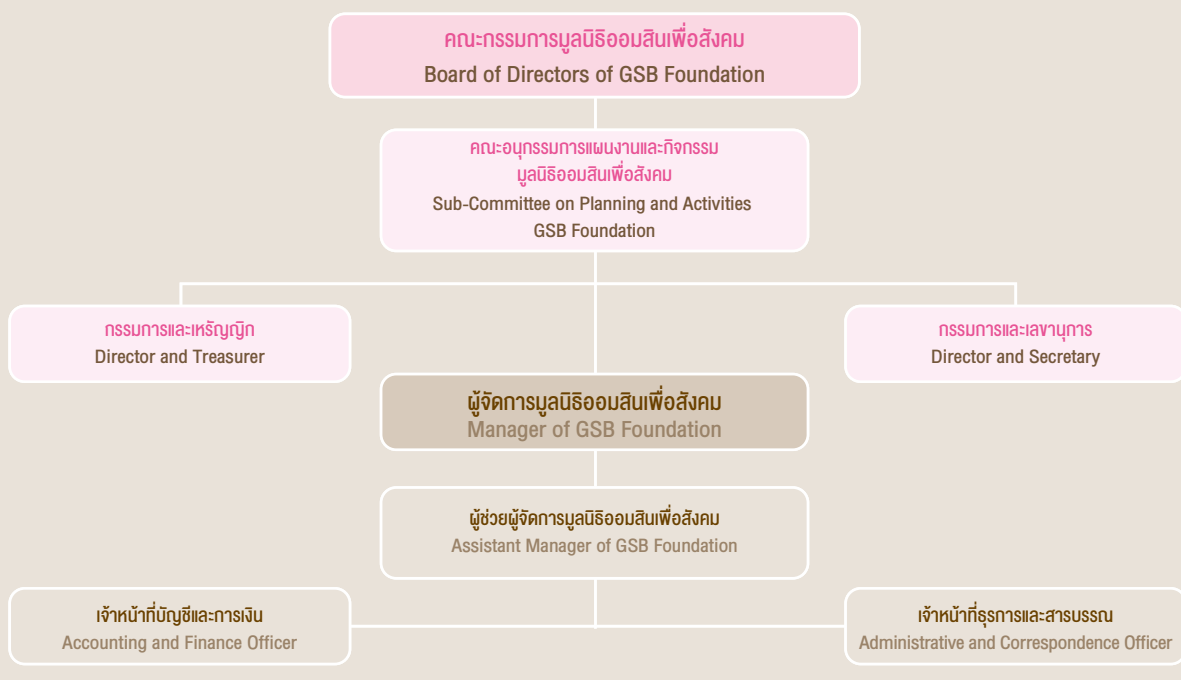 คณะกรรมการมูลนิธิออมสินเพื่อสังคม
Board of Directors of GSB Foundation
คณะอนุกรรมการแผนงานและกิจกรรม
มูลนิธิออมสินเพื่อสังคม
Sub-Committee on Planning and Activities
GSB Foundation
กรรมการและเหรัญญิก
Director and Treasurer
กรรมการและเลขานุการ
Director and Secretary
ผู้จัดการมูลนิธิออมสินเพื่อสังคม
Manager of GSB Foundation
ผู้ช่วยผู้จัดการมูลนิธิออมสินเพื่อสังคม
Assistant Manager of GSB Foundation
เจ้าหน้าที่บัญชีและการเงิน
Accounting and Finance Officer
เจ้าหน้าที่ธุรการและสารบรรณ
Administrative and Correspondence Officer